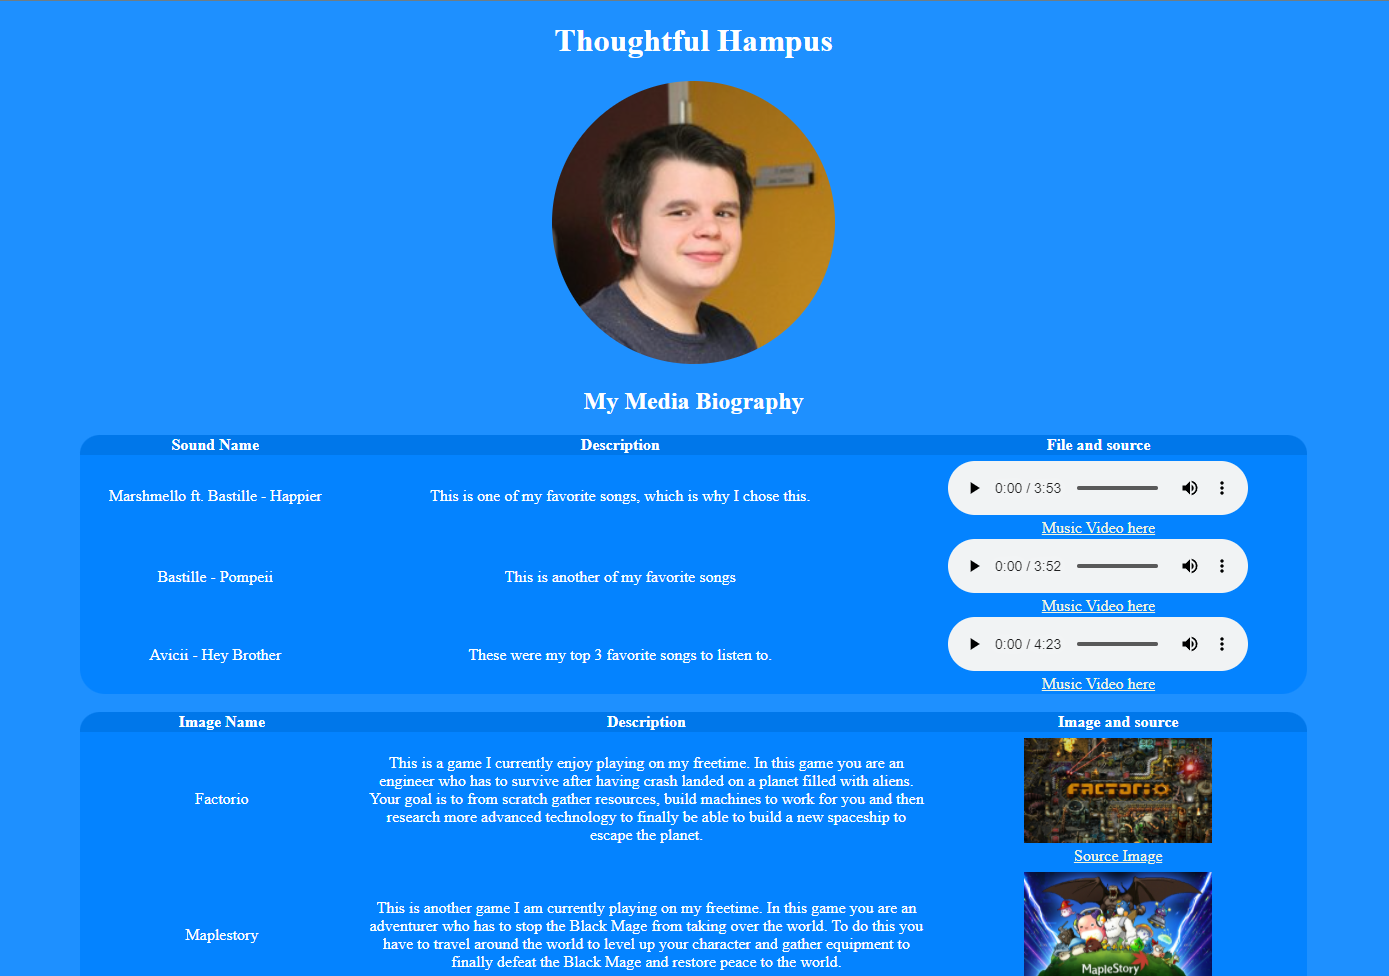 Thoughtful Hampus
My Media Biography
Sound Name Description File and source
Marshmello ft. Bastille - Happier This is one of my favorite songs, which is why I chose this. 0:00 / 3:53
Music Video here
Bastille - Pompeii This is another of my favorite songs 0:00 / 3:52
Music Video here
Avicii - Hey Brother These were my top 3 favorite songs to listen to. 0:00 / 4:23
Music Video here
Image Name Description Image and source
This is a game I currently enjoy playing on my freetime. In this game you are an
engineer who has to survive after having crash landed on a planet filled with aliens.
Factorio Your goal is to from scratch gather resources, build machines to work for you and then
research more advanced technology to finally be able to build a new spaceship to
escape the planet.
FACTORIO
Source Image
This is another game I am currently playing on my freetime. In this game you are an
adventurer who has to stop the Black Mage from taking over the world. To do this you
Maplestory have to travel around the world to level up your character and gather equipment to
finally defeat the Black Mage and restore peace to the world.
MapleStory